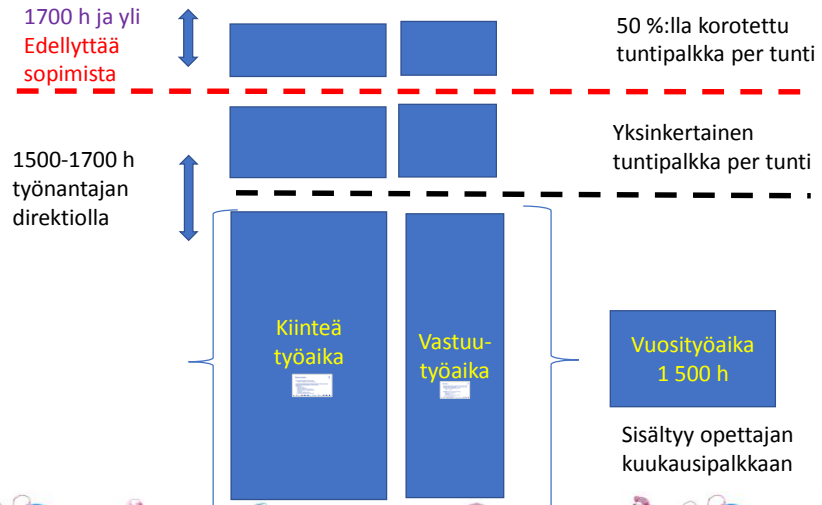 1700 h ja yli
Edellyttää
sopimista
50 %:lla korotettu
tuntipalkka per tunti
1500-1700 h
työnantajan
direktiolla
Yksinkertainen
tuntipalkka per tunti
Kiinteä
työaika
Vastuu-
työaika
Vuosityöaika
1 500 h
Sisältyy opettajan
kuukausipalkkaan